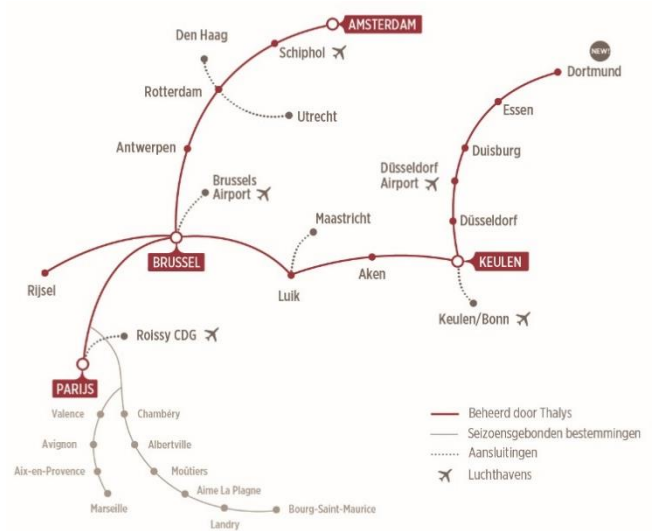 AMSTERDAM
Den Haag
Schiphol
NEW!
Dortmund
Rotterdam
Essen
Utrecht
Antwerpen
Duisburg
Düsseldorf
Airport
Brussels
Airport
Maastricht
Düsseldorf
BRUSSEL
Aken
KEULEN
Rijsel
Luik
Keulen/Bonn
Roissy CDG
PARIJS
Valence
Chambéry
Avignon
Albertville
Aix-en-Provence
Moûtiers
Marseille
Aime La Plagne
Landry
Bourg-Saint-Maurice
Beheerd door Thalys
Seizoensgebonden bestemmingen
Aansluitingen
Luchthavens